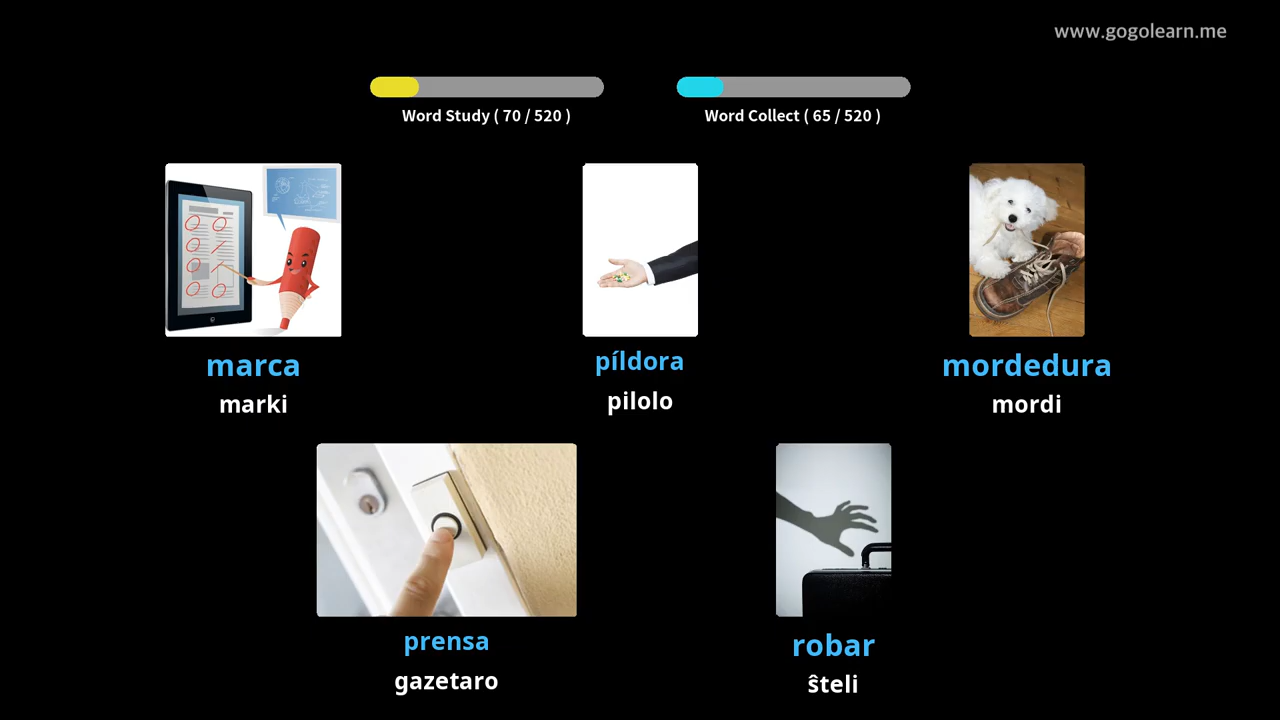 www.gogolearn.me
Word Study ( 70 / 520 )
Word Collect ( 65 / 520 )
marca
marki
píldora
pilolo
mordedura
mordi
prensa
gazetaro
robar
ŝteli